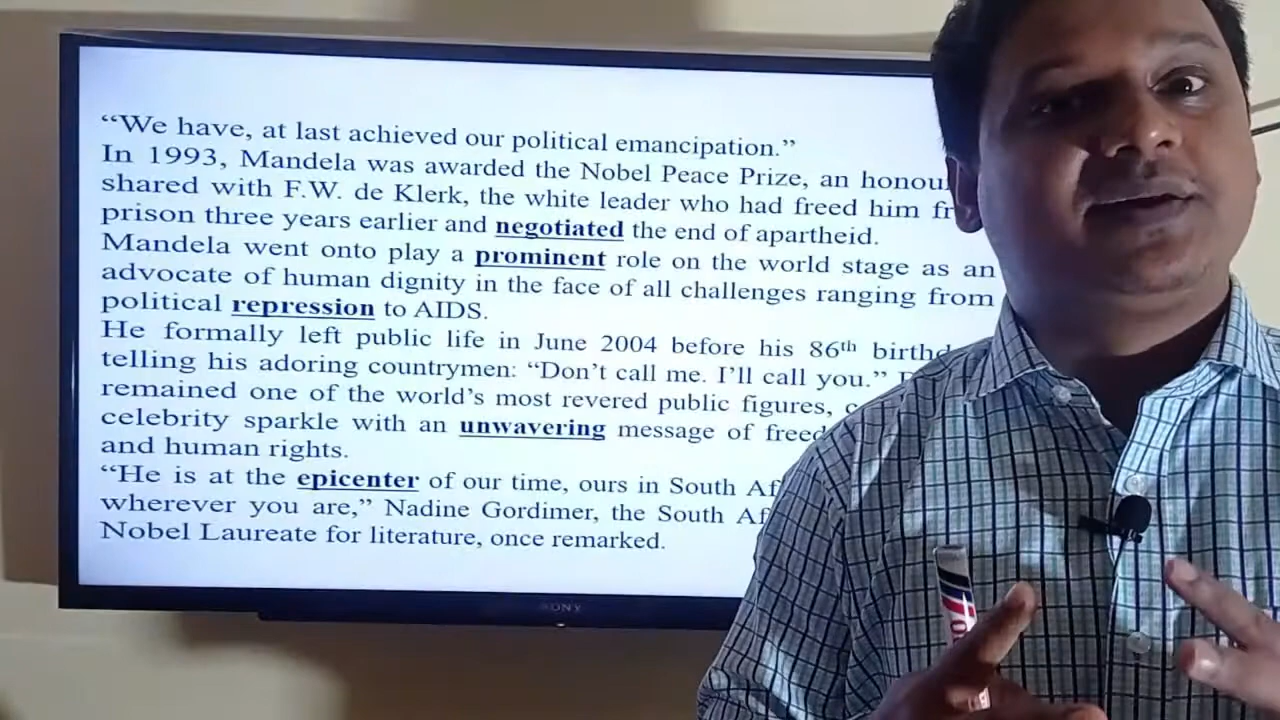 “We have, at last achieved our political emancipation.”
In 1993, Mandela was awarded the Nobel Peace Prize, an honour
shared with F.W. de Klerk, the white leader who had freed him
prison three years earlier and negotiated the end of apartheid.
Mandela went onto play a prominent role on the world stage as an
advocate of human dignity in the face of all challenges ranging from
political repression to AIDS.
He formally left public life in June 2004 before his 86th
telling his adoring countrymen: “Don’t call me. I’ll call you.”
remained one of the world’s most revered public figures,
celebrity sparkle with an unwavering message of
and human rights.
“He is at the epicenter of our time, ours in South
wherever you are,” Nadine Gordimer, the South
Nobel Laureate for literature, once remarked.
SONY